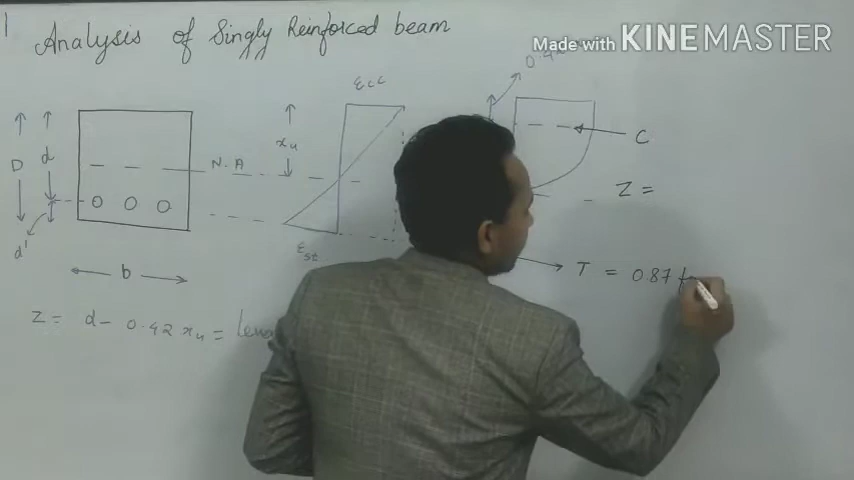 Analysis of Singly Reinforced beam
Made with KINEMASTER
εcc
D
d
xu
N.A
C
Z =
d'
εst
T = 0.87 f
b
Z = d - 0.42 xu =